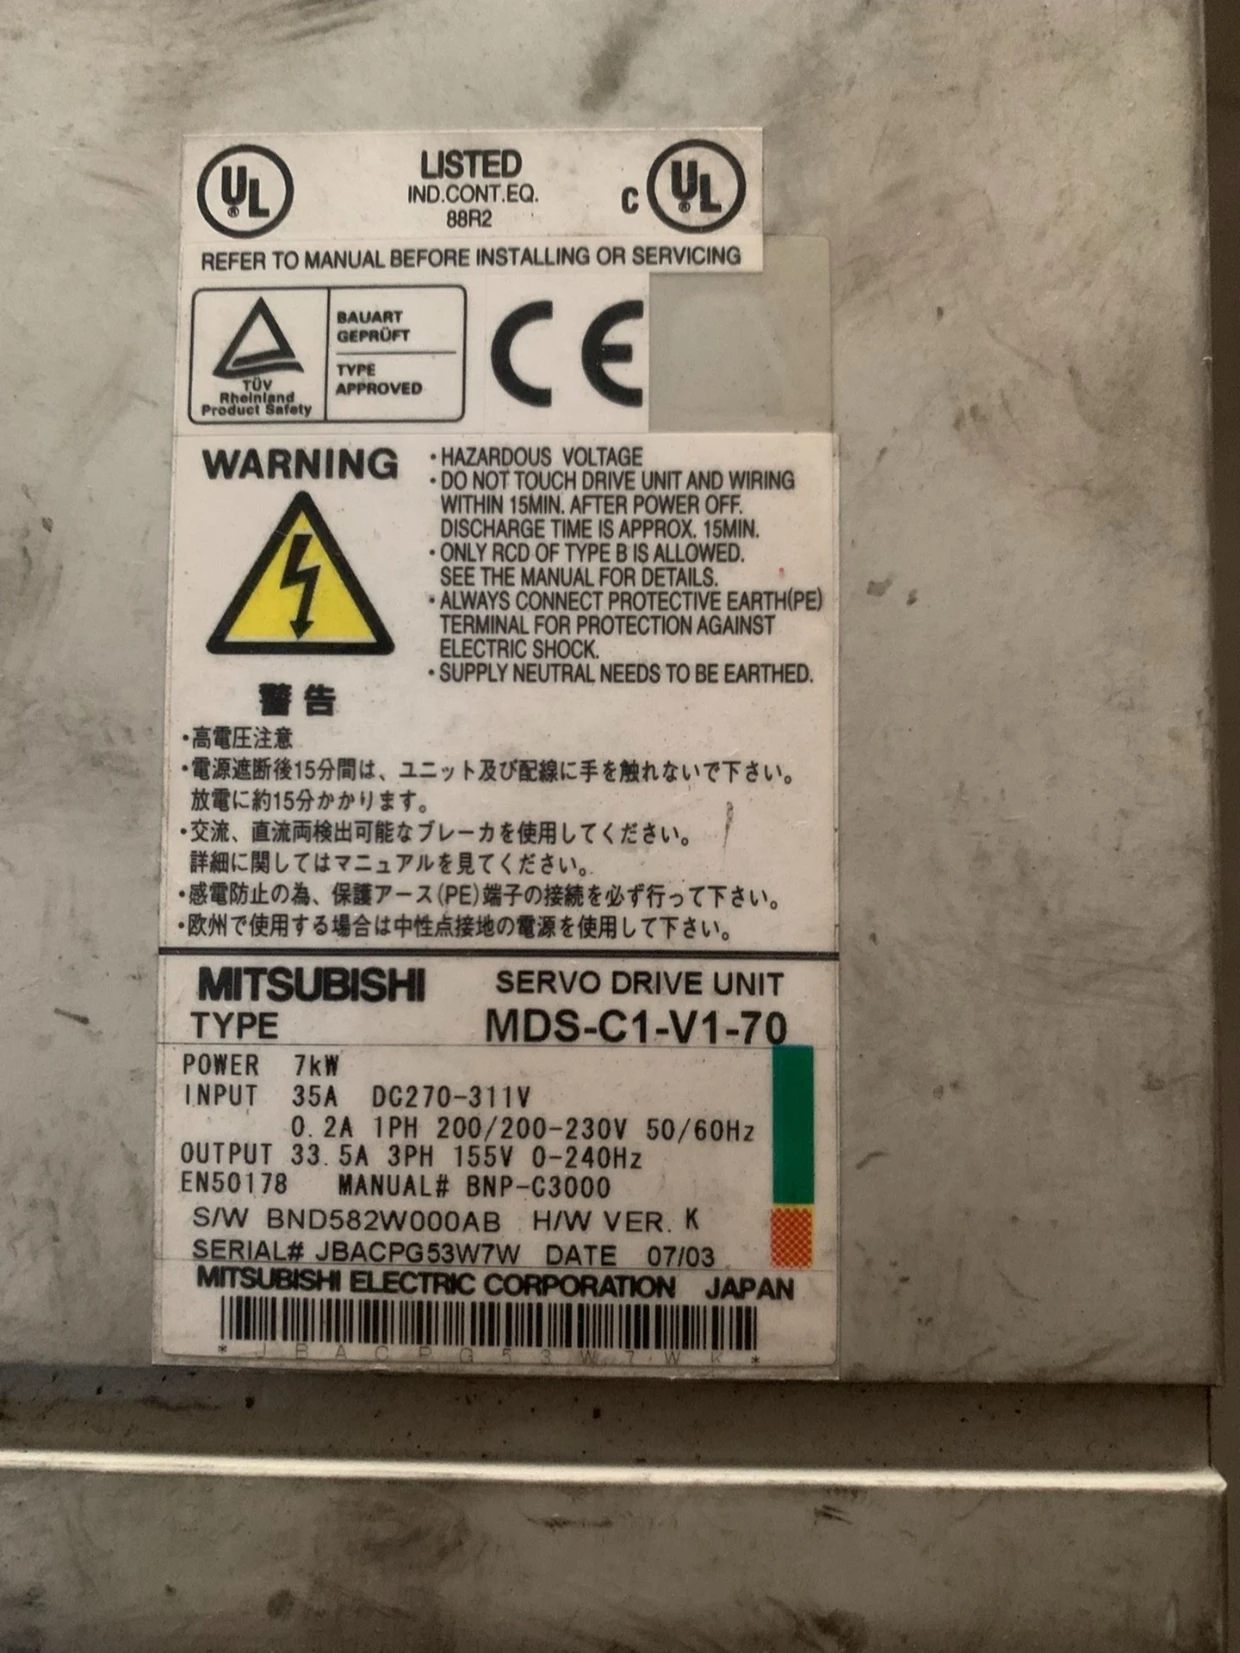 UL
LISTED
IND.CONT.EQ.
88R2
C UL
REFER TO MANUAL BEFORE INSTALLING OR SERVICING
TÜV
Rheinland
Product Safety
BAUART
GEPRÜFT
TYPE
APPROVED
CE
WARNING
・HAZARDOUS VOLTAGE
・DO NOT TOUCH DRIVE UNIT AND WIRING
WITHIN 15MIN. AFTER POWER OFF.
DISCHARGE TIME IS APPROX. 15MIN.
・ONLY RCD OF TYPE B IS ALLOWED.
SEE THE MANUAL FOR DETAILS.
・ALWAYS CONNECT PROTECTIVE EARTH(PE)
TERMINAL FOR PROTECTION AGAINST
ELECTRIC SHOCK.
・SUPPLY NEUTRAL NEEDS TO BE EARTHED.
警告
・高電圧注意
・電源遮断後15分間は、ユニット及び配線に手を触れないで下さい。
放電に約15分かかります。
・交流、直流両検出可能なブレーカを使用してください。
詳細に関してはマニュアルを見てください。
・感電防止の為、保護アース(PE)端子の接続を必ず行って下さい。
・欧州で使用する場合は中性点接地の電源を使用して下さい。
MITSUBISHI SERVO DRIVE UNIT
TYPE MDS-C1-V1-70
POWER 7kW
INPUT 35A DC270-311V
0.2A 1PH 200/200-230V 50/60Hz
OUTPUT 33.5A 3PH 155V 0-240Hz
EN50178 MANUAL# BNP-C3000
S/W BND582W000AB H/W VER. K
SERIAL# JBACPG53W7W DATE 07/03
MITSUBISHI ELECTRIC CORPORATION JAPAN
*JBACPG53W7WK*